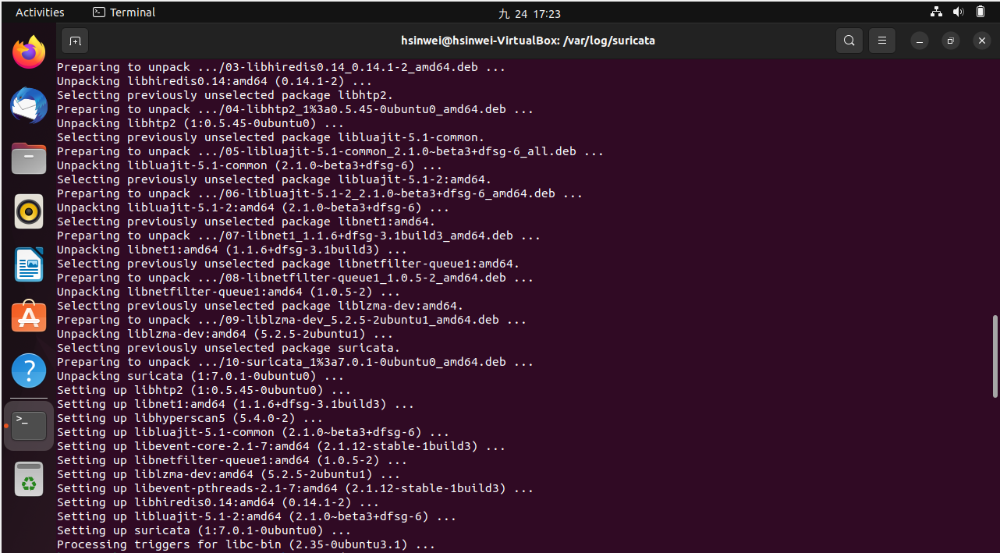 Activities
Terminal
九 24 17:23
hsinwei@hsinwei-VirtualBox: /var/log/suricata
Preparing to unpack .../03-libhiredis0.14_0.14.1-2_amd64.deb ...
Unpacking libhiredis0.14:amd64 (0.14.1-2) ...
Selecting previously unselected package libhtp2.
Preparing to unpack .../04-libhtp2_1%3a0.5.45-0ubuntu0_amd64.deb ...
Unpacking libhtp2 (1:0.5.45-0ubuntu0) ...
Selecting previously unselected package libluajit-5.1-common.
Preparing to unpack .../05-libluajit-5.1-common_2.1.0~beta3+dfsg-6_all.deb ...
Unpacking libluajit-5.1-common (2.1.0~beta3+dfsg-6) ...
Selecting previously unselected package libluajit-5.1-2:amd64.
Preparing to unpack .../06-libluajit-5.1-2_2.1.0~beta3+dfsg-6_amd64.deb ...
Unpacking libluajit-5.1-2:amd64 (2.1.0~beta3+dfsg-6) ...
Selecting previously unselected package libnet1:amd64.
Preparing to unpack .../07-libnet1_1.1.6+dfsg-3.1build3_amd64.deb ...
Unpacking libnet1:amd64 (1.1.6+dfsg-3.1build3) ...
Selecting previously unselected package libnetfilter-queue1:amd64.
Preparing to unpack .../08-libnetfilter-queue1_1.0.5-2_amd64.deb ...
Unpacking libnetfilter-queue1:amd64 (1.0.5-2) ...
Selecting previously unselected package liblzma-dev:amd64.
Preparing to unpack .../09-liblzma-dev_5.2.5-2ubuntu1_amd64.deb ...
Unpacking liblzma-dev:amd64 (5.2.5-2ubuntu1) ...
Selecting previously unselected package suricata.
Preparing to unpack .../10-suricata_1%3a7.0.1-0ubuntu0_amd64.deb ...
Unpacking suricata (1:7.0.1-0ubuntu0) ...
Setting up libhtp2 (1:0.5.45-0ubuntu0) ...
Setting up libnet1:amd64 (1.1.6+dfsg-3.1build3) ...
Setting up libhyperscan5 (5.4.0-2) ...
Setting up libluajit-5.1-common (2.1.0~beta3+dfsg-6) ...
Setting up libevent-core-2.1-7:amd64 (2.1.12-stable-1build3) ...
Setting up libnetfilter-queue1:amd64 (1.0.5-2) ...
Setting up liblzma-dev:amd64 (5.2.5-2ubuntu1) ...
Setting up libevent-pthreads-2.1-7:amd64 (2.1.12-stable-1build3) ...
Setting up libhiredis0.14:amd64 (0.14.1-2) ...
Setting up libluajit-5.1-2:amd64 (2.1.0~beta3+dfsg-6) ...
Setting up suricata (1:7.0.1-0ubuntu0) ...
Processing triggers for libc-bin (2.35-0ubuntu3.1) ...